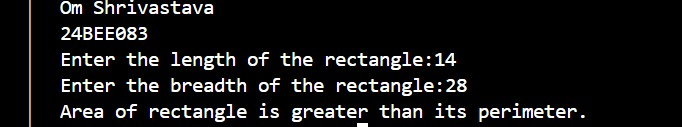 Om Shrivastava
24BEE083
Enter the length of the rectangle:14
Enter the breadth of the rectangle:28
Area of rectangle is greater than its perimeter.